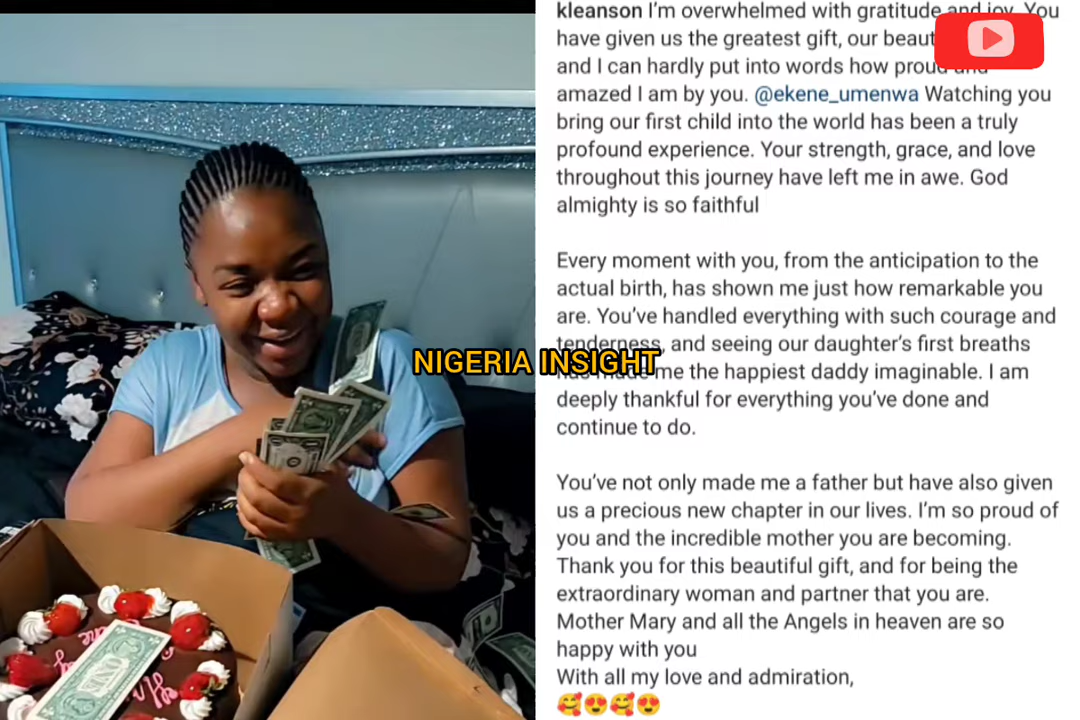 kleanson I'm overwhelmed with gratitude and joy. You
have given us the greatest gift, our
and I can hardly put into words how proud and
amazed I am by you. @ekene_umenwa Watching you
bring our first child into the world has been a truly
profound experience. Your strength, grace, and love
throughout this journey have left me in awe. God
almighty is so faithful
Every moment with you, from the anticipation to the
actual birth, has shown me just how remarkable you
are. You've handled everything with such courage and
tenderness, and seeing our daughter's first breaths
has made me the happiest daddy imaginable. I am
deeply thankful for everything you've done and
continue to do.
You've not only made me a father but have also given
us a precious new chapter in our lives. I'm so proud of
you and the incredible mother you are becoming.
Thank you for this beautiful gift, and for being the
extraordinary woman and partner that you are.
Mother Mary and all the Angels in heaven are so
happy with you
With all my love and admiration,
🥰😍🥰😍
NIGERIA INSIGHT